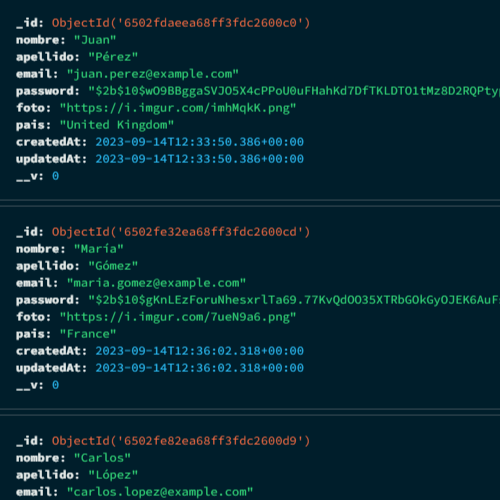 _id: ObjectId('6502fdaeea68ff3fdc2600c0')
nombre: "Juan"
apellido: "Pérez"
email: "juan.perez@example.com"
password: "$2b$10$wO9BBggaSVJO5X4cPPoU0uFHahKd7DfTKLDTO1tMz8D2RQPty
foto: "https://i.imgur.com/imhMqkK.png"
pais: "United Kingdom"
createdAt: 2023-09-14T12:33:50.386+00:00
updatedAt: 2023-09-14T12:33:50.386+00:00
__v: 0
_id: ObjectId('6502fe32ea68ff3fdc2600cd')
nombre: "María"
apellido: "Gómez"
email: "maria.gomez@example.com"
password: "$2b$10$gKnLEzForuNhesxrlTa69.77KvQdOO35XTRbGOkGyOJEK6AuF
foto: "https://i.imgur.com/7ueN9a6.png"
pais: "France"
createdAt: 2023-09-14T12:36:02.318+00:00
updatedAt: 2023-09-14T12:36:02.318+00:00
__v: 0
_id: ObjectId('6502fe82ea68ff3fdc2600d9')
nombre: "Carlos"
apellido: "López"
email: "carlos.lopez@example.com"